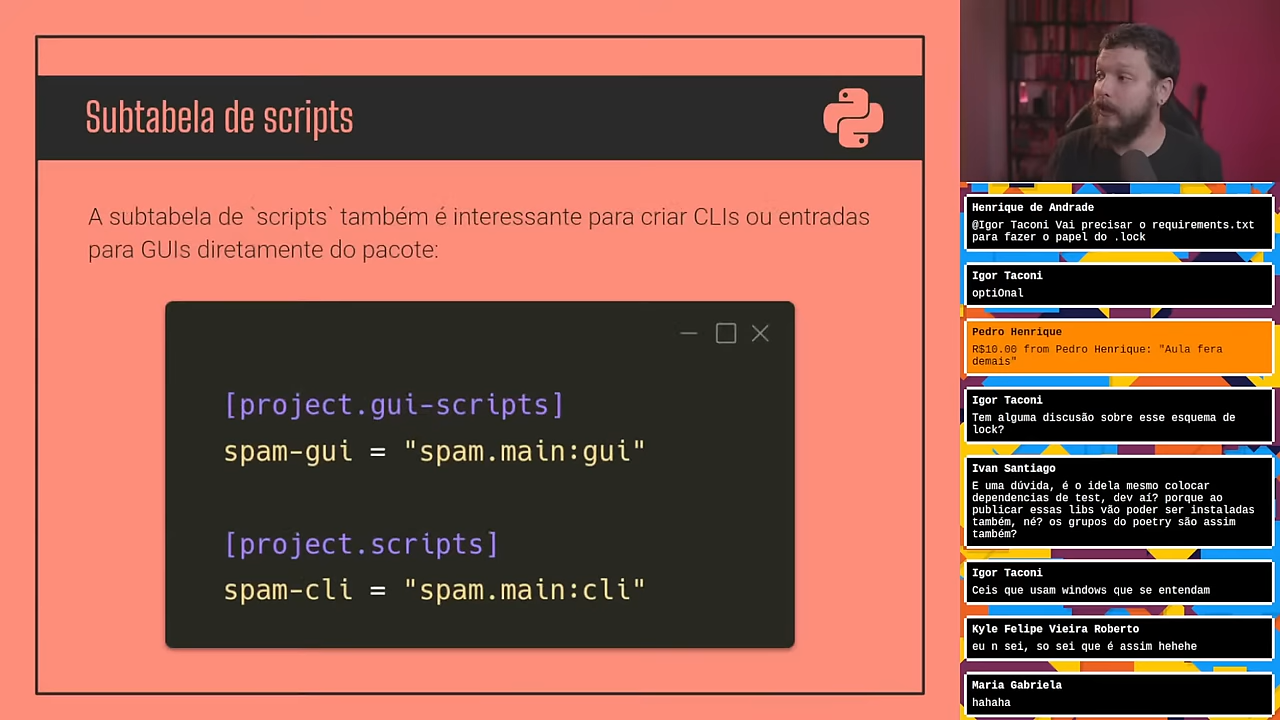 Subtabela de scripts
A subtabela de `scripts` também é interessante para criar CLIs ou entradas
para GUIs diretamente do pacote:
[project.gui-scripts]
spam-gui = "spam.main:gui"
[project.scripts]
spam-cli = "spam.main:cli"
Henrique de Andrade
@Igor Taconi Vai precisar o requirements.txt
para fazer o papel do .lock
Igor Taconi
optiOnal
Pedro Henrique
R$10.00 from Pedro Henrique: "Aula fera
demais"
Igor Taconi
Tem alguma discusão sobre esse esquema de
lock?
Ivan Santiago
E uma dúvida, é o idela mesmo colocar
dependencias de test, dev ai? porque ao
publicar essas libs vão poder ser instaladas
também, né? os grupos do poetry são assim
também?
Igor Taconi
Ceis que usam windows que se entendam
Kyle Felipe Vieira Roberto
eu n sei, so sei que é assim hehehe
Maria Gabriela
hahaha